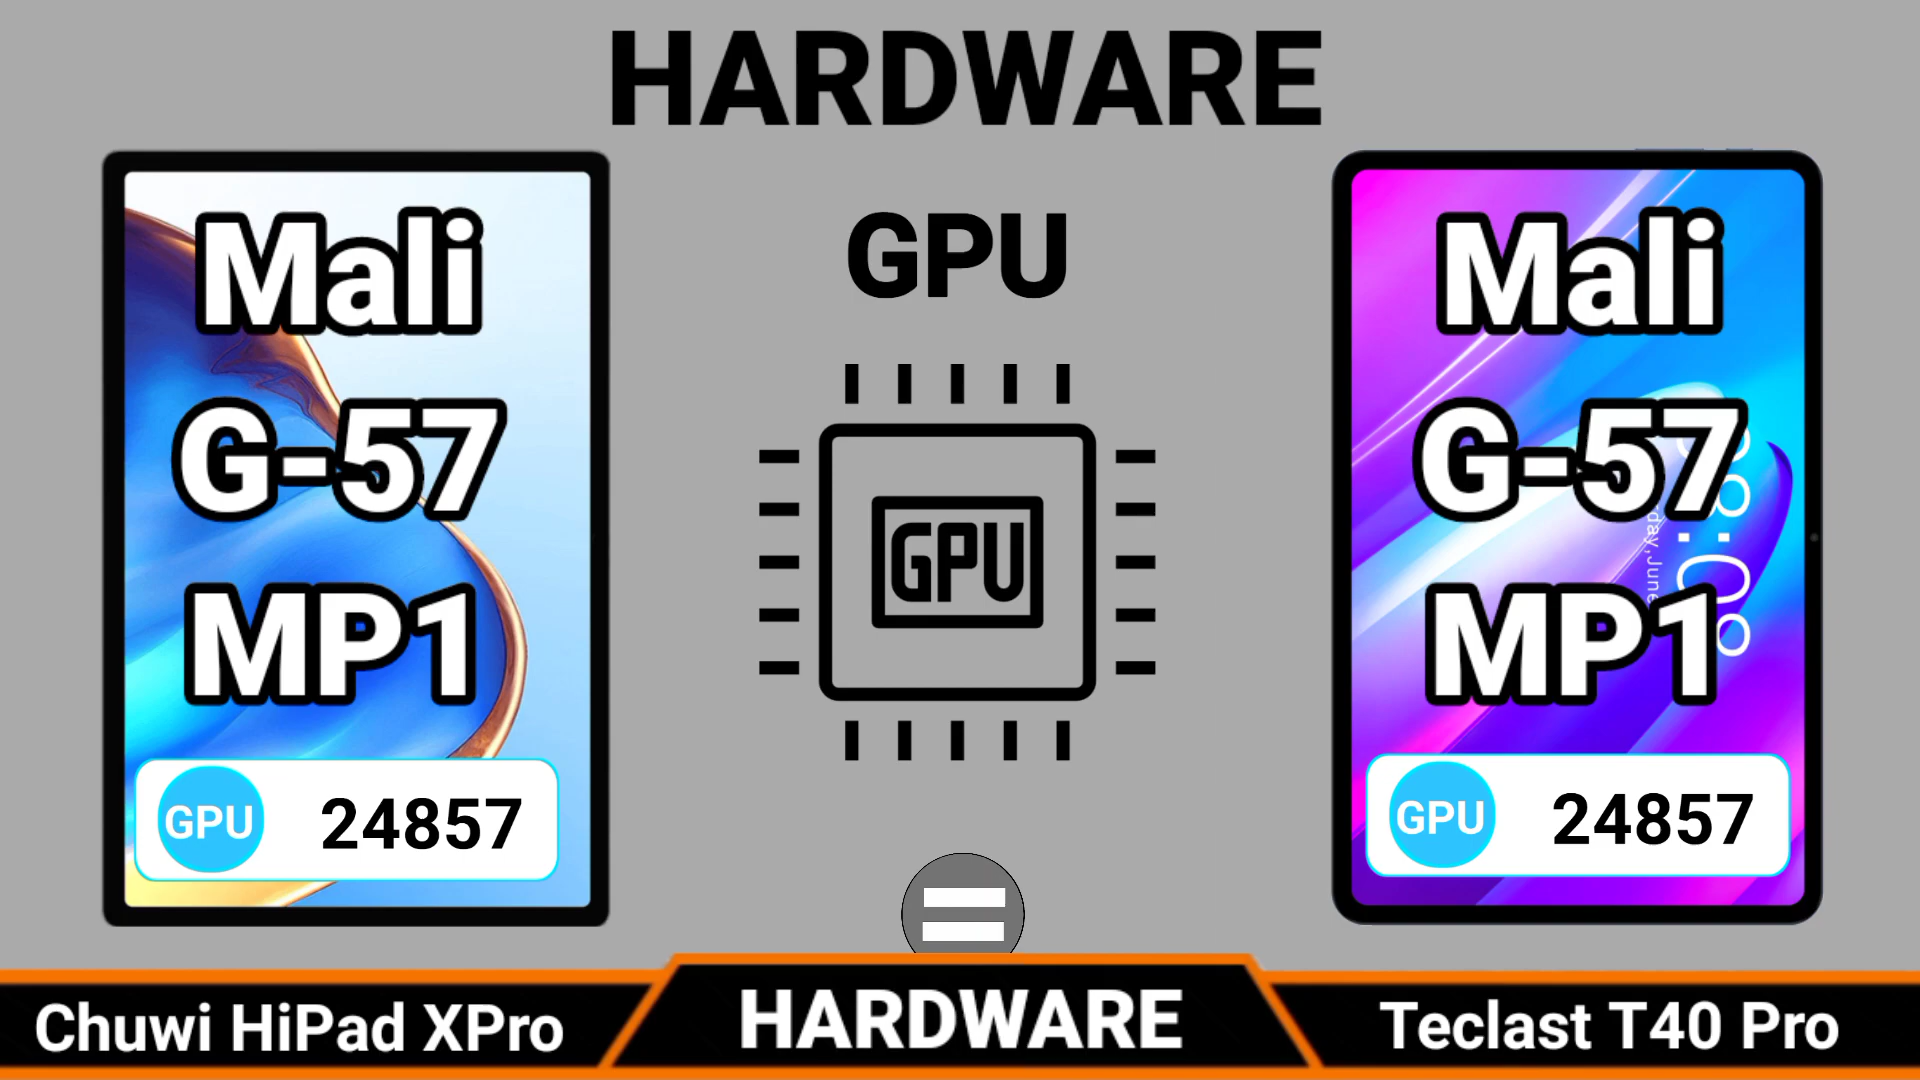 HARDWARE
Mali
G-57
MP1
GPU 24857
GPU
GPU
Mali
G-57
MP1
GPU 24857
Chuwi HiPad XPro
HARDWARE
Teclast T40 Pro